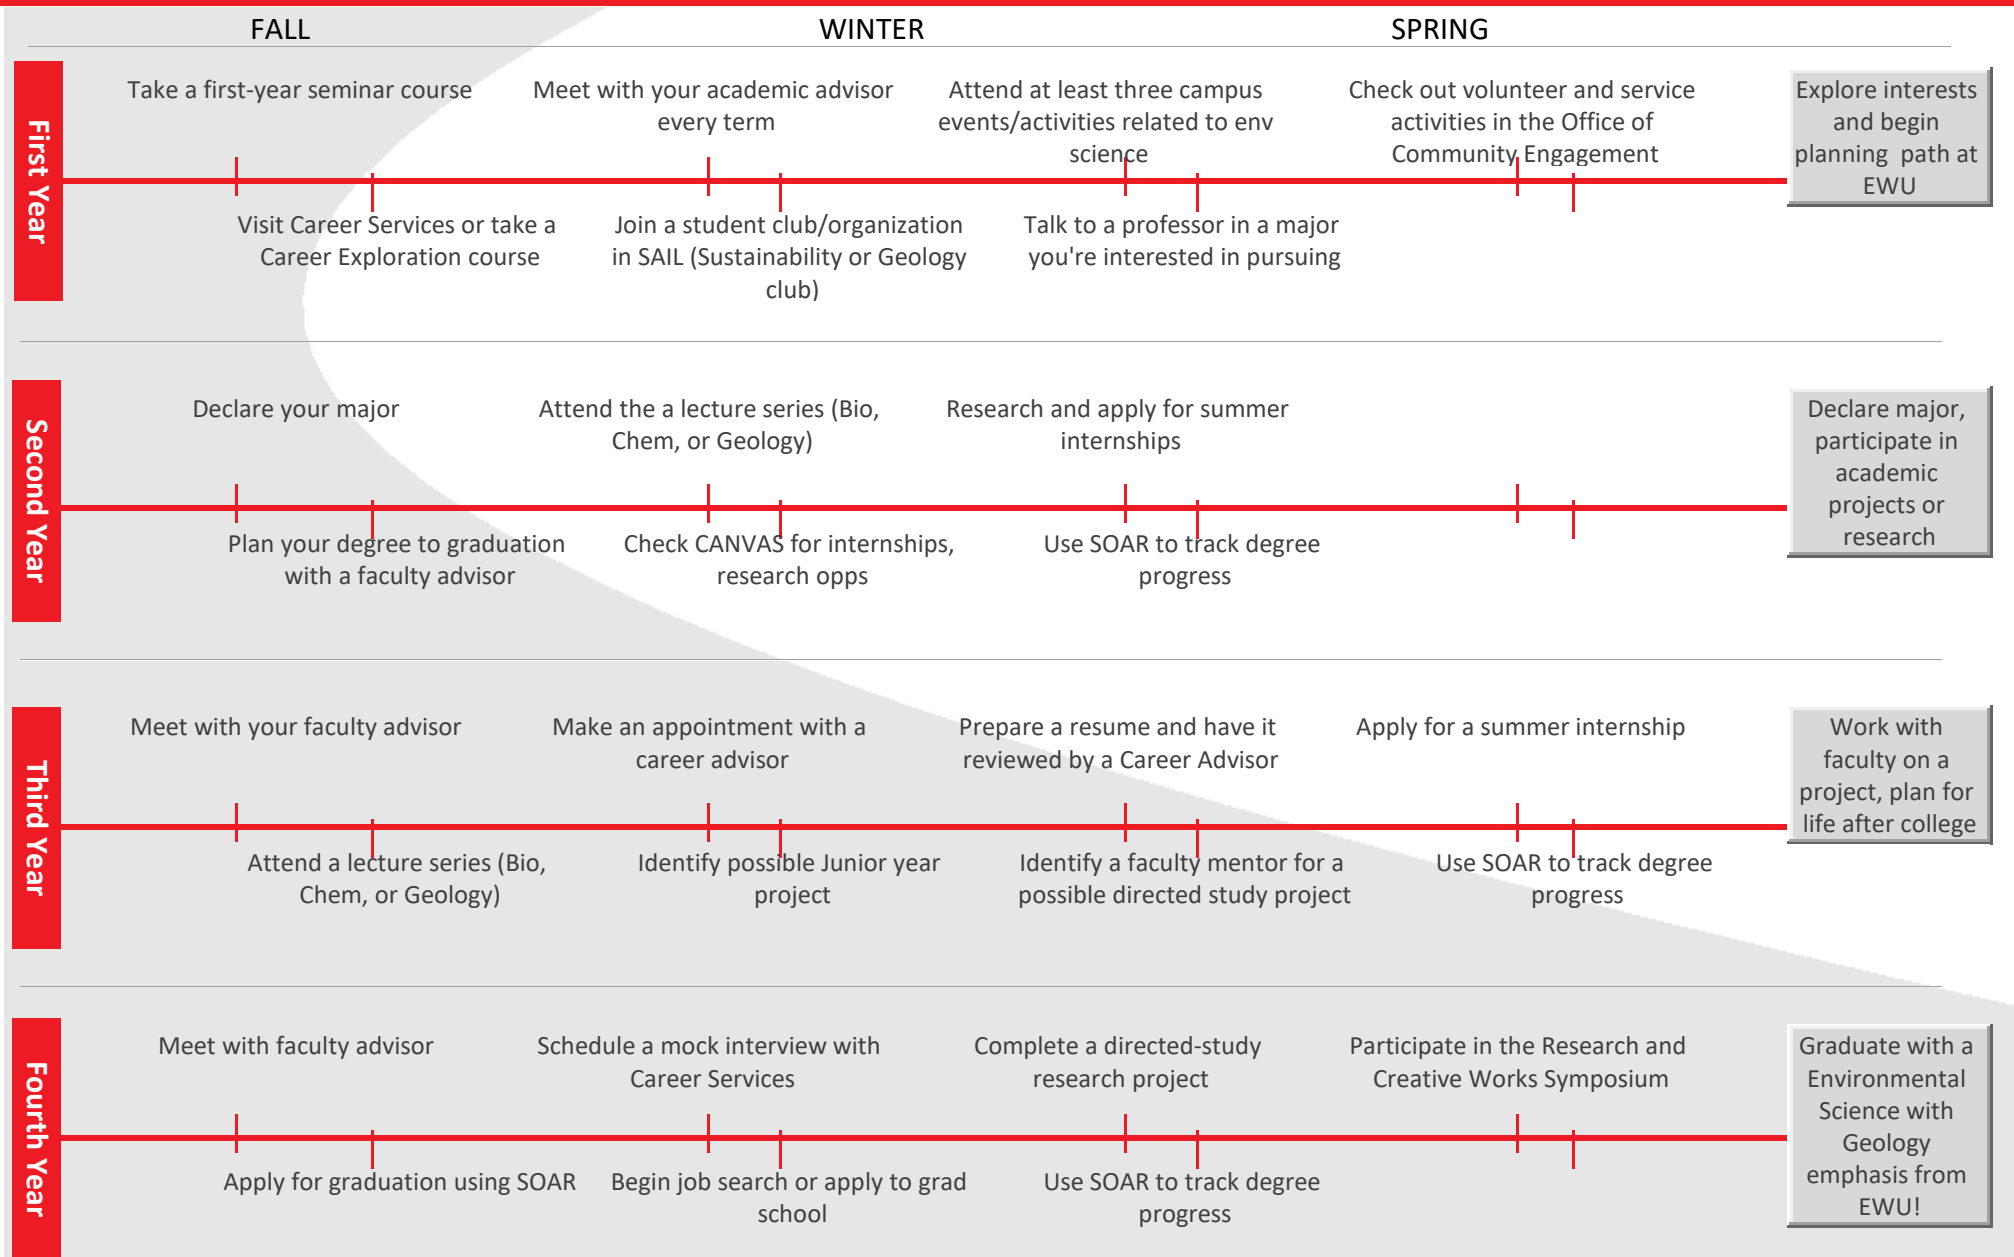 FALL
WINTER
SPRING
First Year
Take a first-year seminar course
Meet with your academic advisor
every term
Attend at least three campus
events/activities related to env
science
Check out volunteer and service
activities in the Office of
Community Engagement
Visit Career Services or take a
Career Exploration course
Join a student club/organization
in SAIL (Sustainability or Geology
club)
Talk to a professor in a major
you're interested in pursuing
Explore interests
and begin
planning path at
EWU
Second Year
Declare your major
Attend the a lecture series (Bio,
Chem, or Geology)
Research and apply for summer
internships
Plan your degree to graduation
with a faculty advisor
Check CANVAS for internships,
research opps
Use SOAR to track degree
progress
Declare major,
participate in
academic
projects or
research
Third Year
Meet with your faculty advisor
Make an appointment with a
career advisor
Prepare a resume and have it
reviewed by a Career Advisor
Apply for a summer internship
Attend a lecture series (Bio,
Chem, or Geology)
Identify possible Junior year
project
Identify a faculty mentor for a
possible directed study project
Use SOAR to track degree
progress
Work with
faculty on a
project, plan for
life after college
Fourth Year
Meet with faculty advisor
Schedule a mock interview with
Career Services
Complete a directed-study
research project
Participate in the Research and
Creative Works Symposium
Apply for graduation using SOAR
Begin job search or apply to grad
school
Use SOAR to track degree
progress
Graduate with a
Environmental
Science with
Geology
emphasis from
EWU!